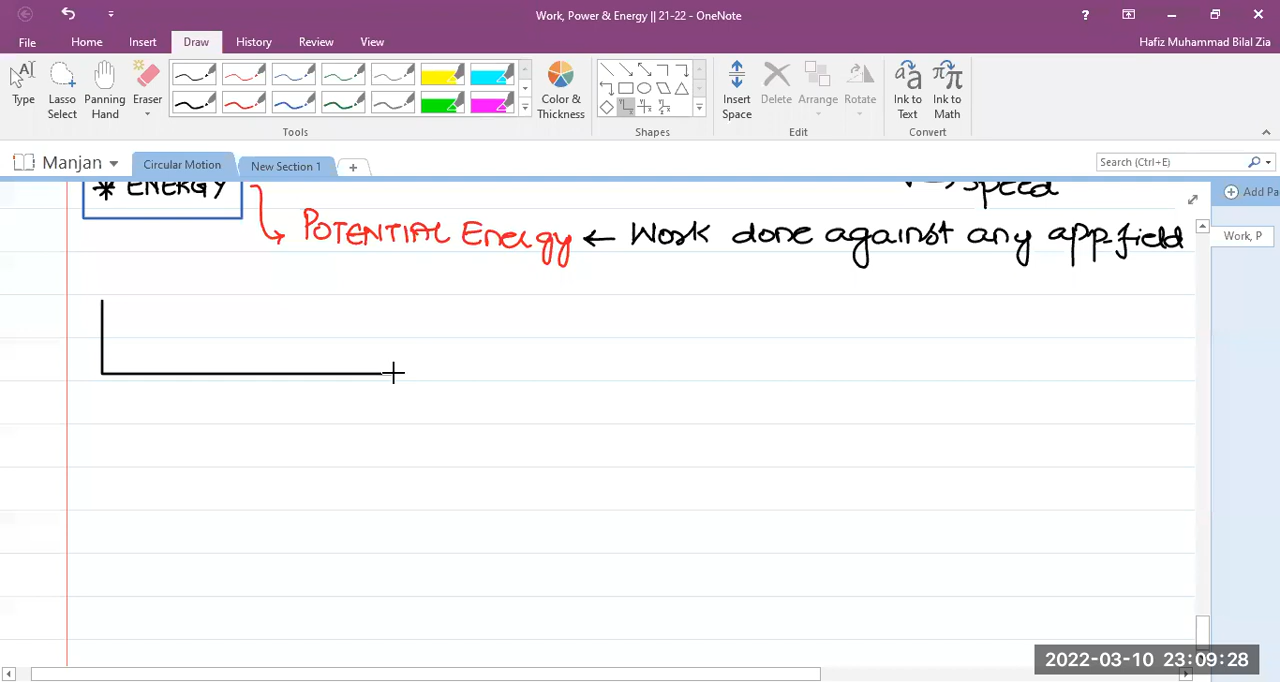 Work, Power & Energy || 21-22 - OneNote
File Home Insert Draw History Review View Hafiz Muhammad Bilal Zia
Type Lasso Select Panning Hand Eraser Color & Thickness Insert Space Delete Arrange Rotate Ink to Text Ink to Math
Tools Shapes Edit Convert
Manjan Circular Motion New Section 1 Search (Ctrl+E)
* ENERGY speed
Add Pa
POTENTIAL Energy ← Work done against any app. field
Work, P
2022-03-10 23:09:28